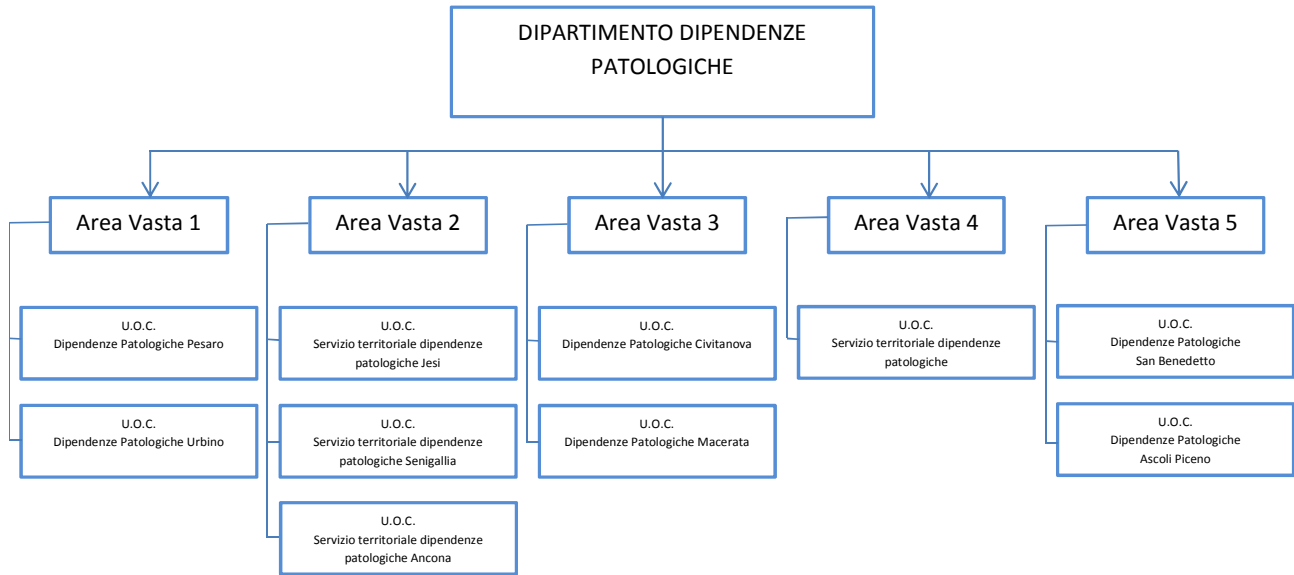 DIPARTIMENTO DIPENDENZE
PATOLOGICHE
Area Vasta 1
Area Vasta 2
Area Vasta 3
Area Vasta 4
Area Vasta 5
U.O.C.
Dipendenze Patologiche Pesaro
U.O.C.
Servizio territoriale dipendenze
patologiche Jesi
U.O.C.
Dipendenze Patologiche Civitanova
U.O.C.
Servizio territoriale dipendenze
patologiche
U.O.C.
Dipendenze Patologiche
San Benedetto
U.O.C.
Dipendenze Patologiche Urbino
U.O.C.
Servizio territoriale dipendenze
patologiche Senigallia
U.O.C.
Dipendenze Patologiche Macerata
U.O.C.
Dipendenze Patologiche
Ascoli Piceno
U.O.C.
Servizio territoriale dipendenze
patologiche Ancona